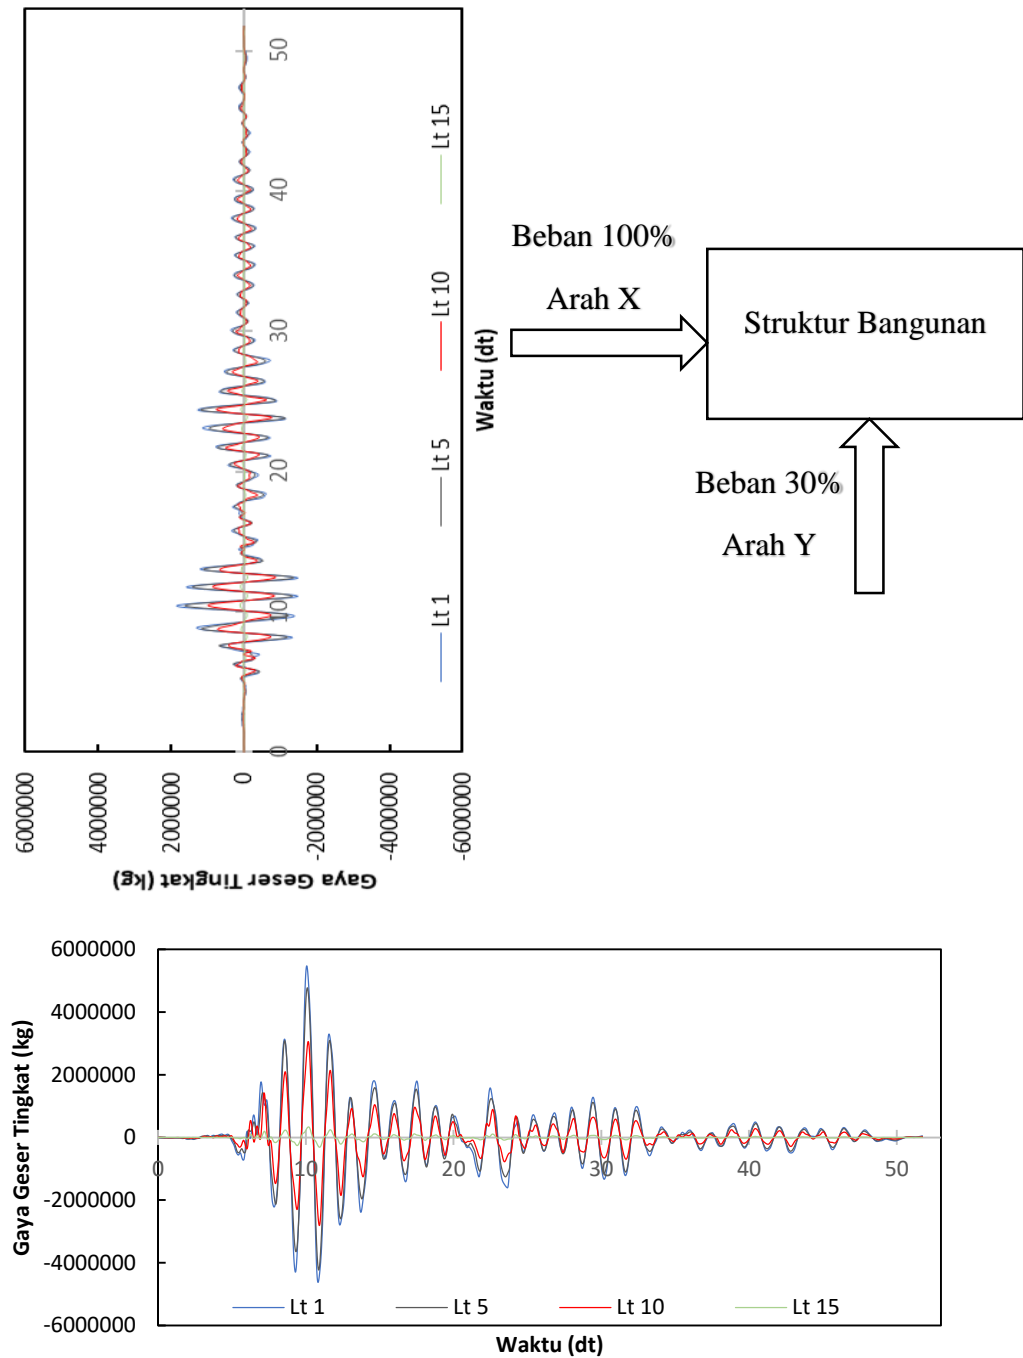 Gaya Geser Tingkat (kg)
6000000
4000000
2000000
0
-2000000
-4000000
-6000000
0
10
20
30
40
50
Waktu (dt)
Lt 1
Lt 5
Lt 10
Lt 15
Beban 100%
Arah X
Struktur Bangunan
Beban 30%
Arah Y
Gaya Geser Tingkat (kg)
6000000
4000000
2000000
0
-2000000
-4000000
-6000000
0 10 20 30 40 50
Lt 1 Lt 5 Lt 10 Lt 15
Waktu (dt)